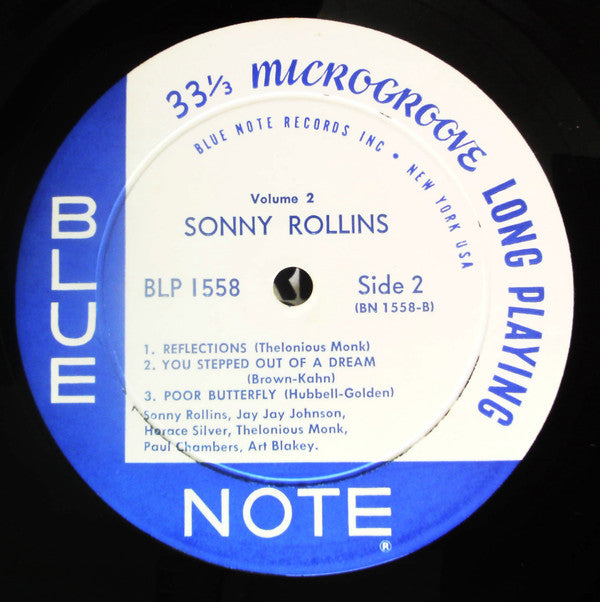 33⅓ MICROGROOVE LONG PLAYING
BLUE NOTE RECORDS INC • NEW YORK USA
Volume 2
SONNY ROLLINS
BLP 1558
Side 2
(BN 1558-B)
1. REFLECTIONS (Thelonious Monk)
2. YOU STEPPED OUT OF A DREAM
(Brown-Kahn)
3. POOR BUTTERFLY (Hubbell-Golden)
Sonny Rollins, Jay Jay Johnson,
Horace Silver, Thelonious Monk,
Paul Chambers, Art Blakey.
BLUE
NOTE
®